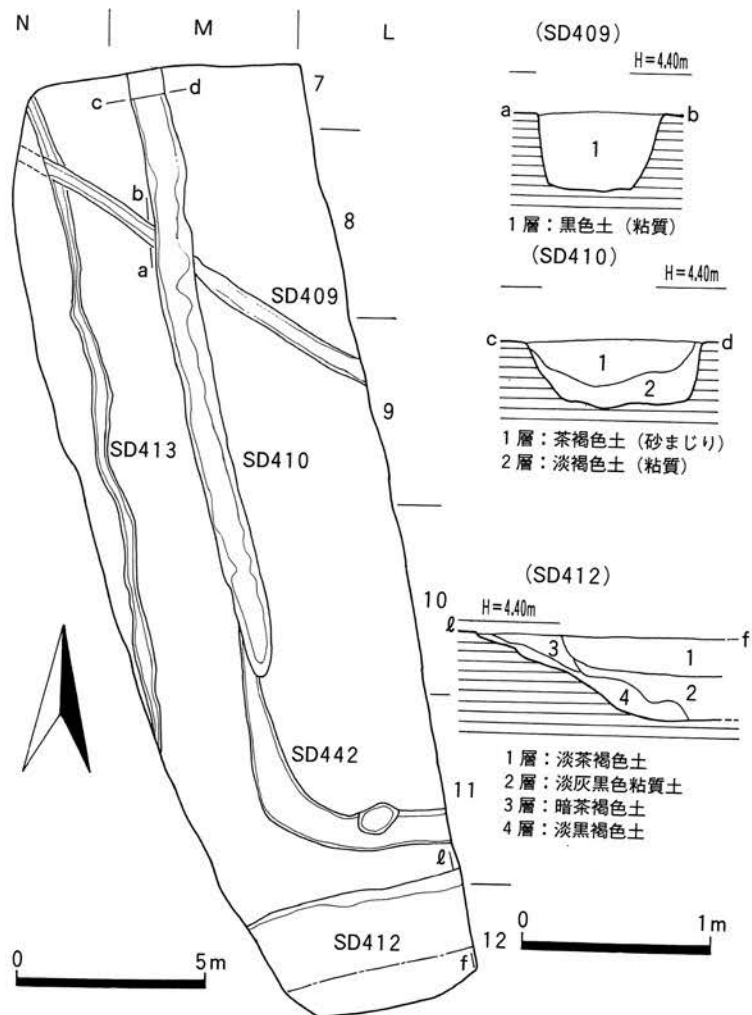 N M L
7
8
9
10
11
12
c d
b
a
SD409
SD413
SD410
SD442
ℓ
SD412
f
0 5m
(SD409)
H=4.40m
a b
1
1層：黒色土（粘質）
(SD410)
H=4.40m
c d
1
2
1層：茶褐色土（砂まじり）
2層：淡褐色土（粘質）
(SD412)
H=4.40m
ℓ f
3 1
4 2
1層：淡茶褐色土
2層：淡灰黒色粘質土
3層：暗茶褐色土
4層：淡黒褐色土
0 1m